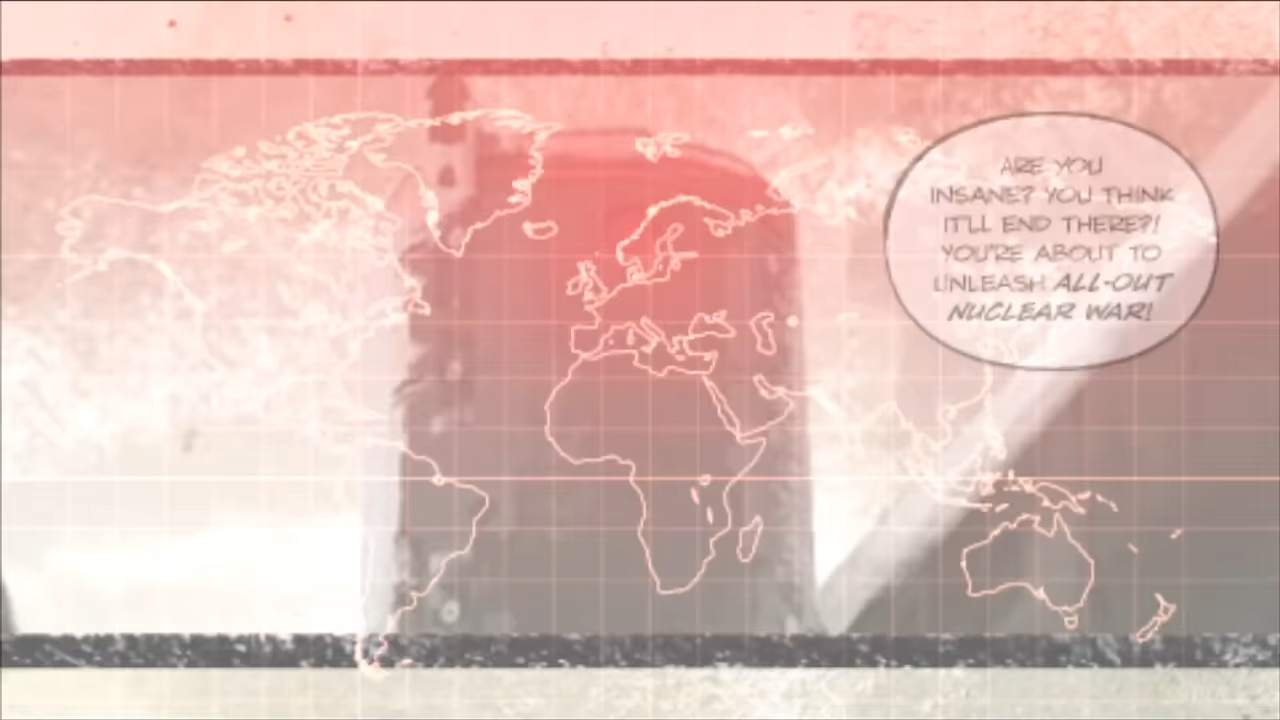 ARE YOU
INSANE? YOU THINK
IT'LL END THERE?!
YOU'RE ABOUT TO
UNLEASH ALL-OUT
NUCLEAR WAR!